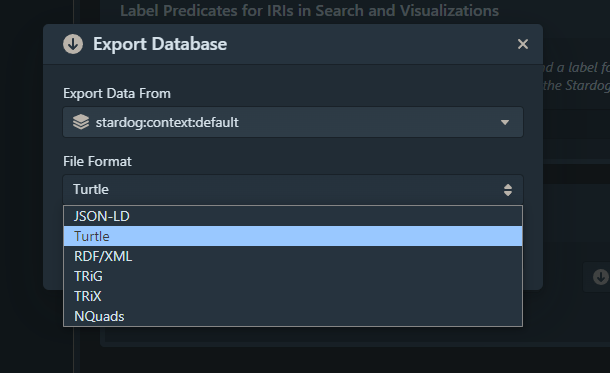 Label Predicates for IRIs in Search and Visualizations
Export Database
nd a label fo
the Stardog
Export Data From
stardog:context:default
File Format
Turtle
JSON-LD
Turtle
RDF/XML
TRiG
TRiX
NQuads